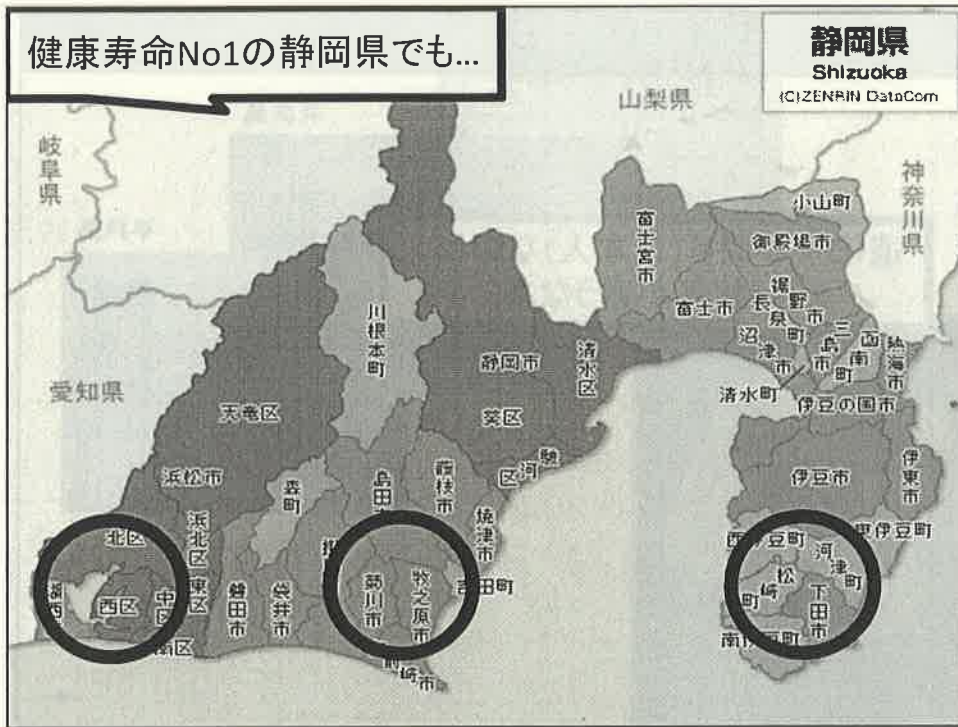 健康寿命No1の静岡県でも...
静岡県
Shizuoka
(C)ZENRIN DataCom
山梨県
岐阜県
神奈川県
愛知県
小山町
御殿場市
富士宮市
富士市
裾野市
長泉町
沼津市
三島市
函南町
熱海市
清水町
伊豆の国市
伊豆市
伊東市
東伊豆町
西伊豆町
河津町
松崎町
下田市
南伊豆町
川根本町
静岡市
清水区
葵区
駿河区
天竜区
浜松市
浜北区
北区
東区
中区
西区
南区
森町
島田
藤枝市
焼津市
吉田町
牧之原市
菊川市
袋井市
磐田市
前崎市